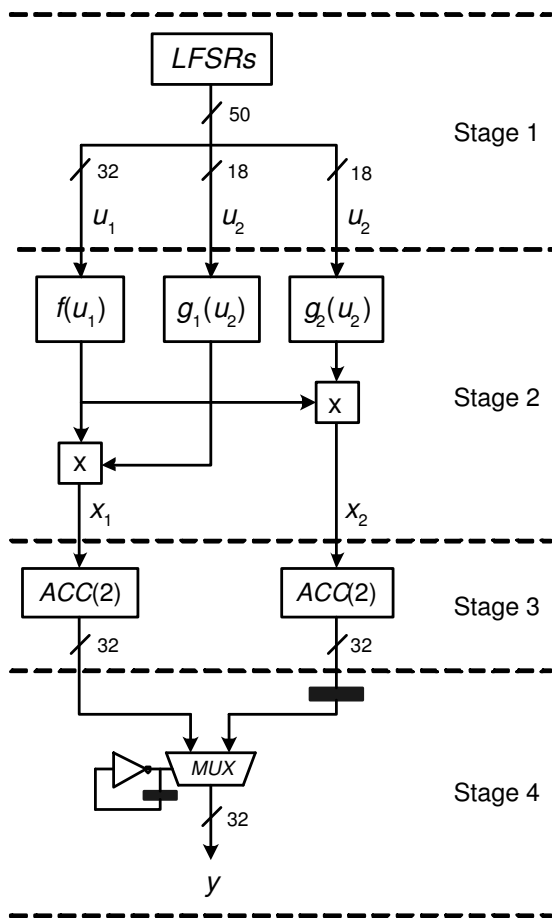 LFSRs
50
Stage 1
32
18
18
u1
u2
u2
f(u1)
g1(u2)
g2(u2)
x
Stage 2
x
x1
x2
ACC(2)
ACC(2)
Stage 3
32
32
MUX
Stage 4
32
y